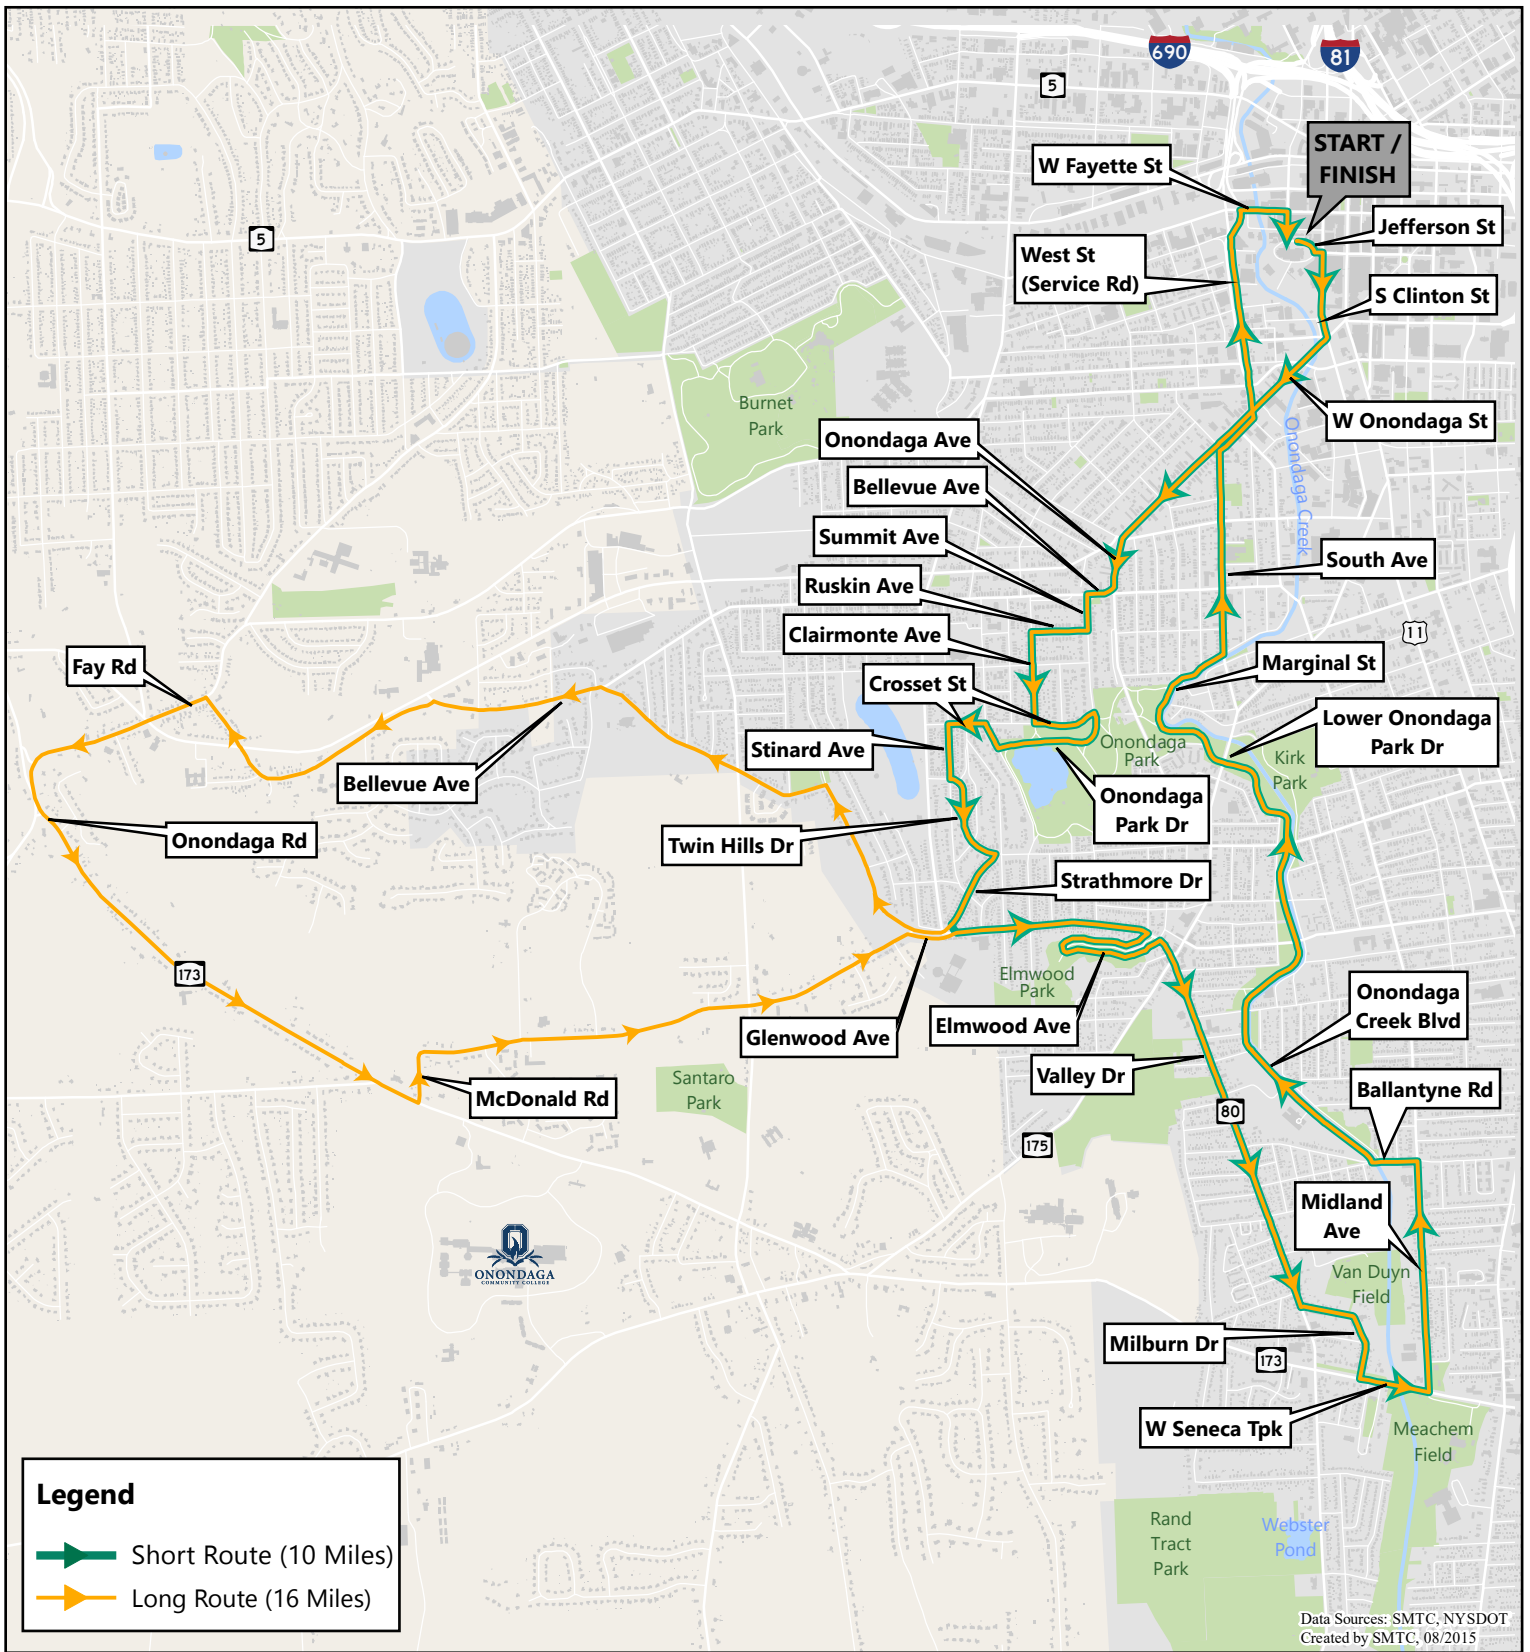 690
81
5
START /
FINISH
W Fayette St
Jefferson St
5
West St
(Service Rd)
S Clinton St
Burnet
Park
W Onondaga St
Onondaga Ave
Onondaga Creek
Bellevue Ave
Summit Ave
South Ave
Ruskin Ave
Clairmonte Ave
11
Fay Rd
Marginal St
Crosset St
Lower Onondaga
Park Dr
Stinard Ave
Onondaga
Park
Kirk
Park
Bellevue Ave
Onondaga
Park Dr
Onondaga Rd
Twin Hills Dr
Strathmore Dr
173
Elmwood
Park
Onondaga
Creek Blvd
Glenwood Ave
Elmwood Ave
Valley Dr
Santaro
Park
McDonald Rd
Ballantyne Rd
80
175
Midland
Ave
ONONDAGA
COMMUNITY COLLEGE
Van Duyn
Field
Milburn Dr
173
W Seneca Tpk
Meachem
Field
Legend
Short Route (10 Miles)
Long Route (16 Miles)
Rand
Tract
Park
Webster
Pond
Data Sources: SMTC, NYSDOT
Created by SMTC, 08/2015